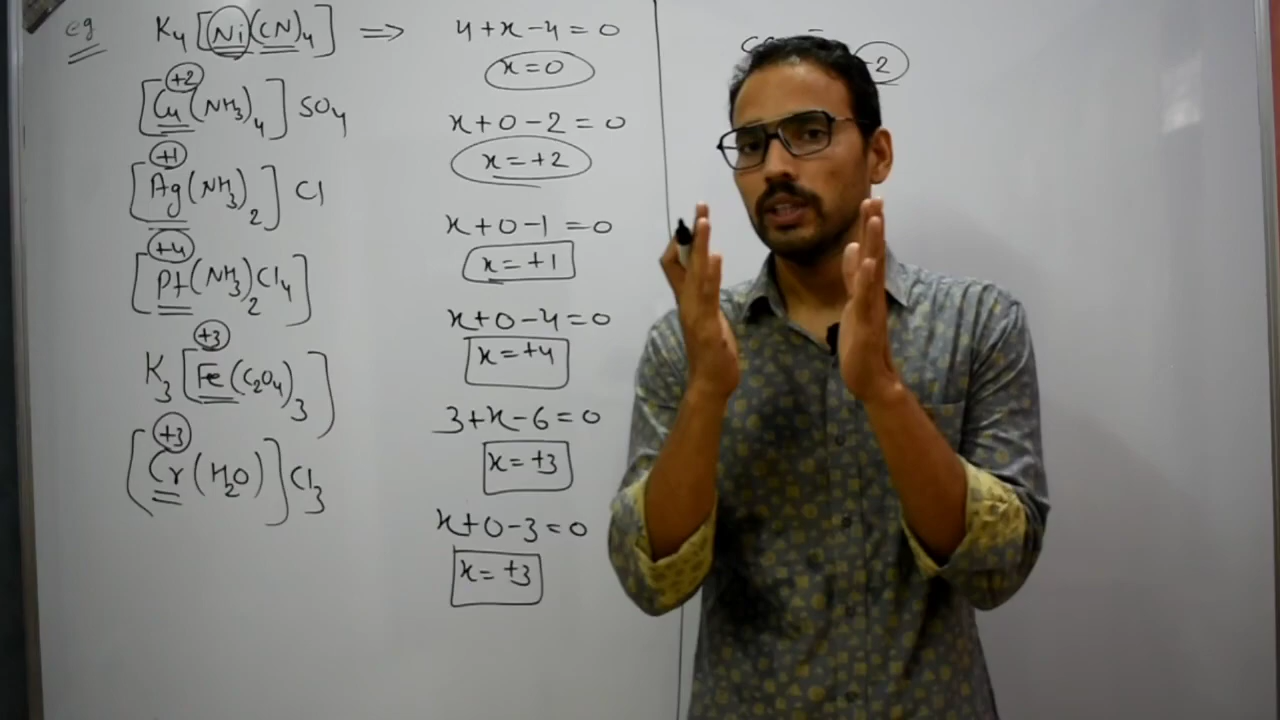 eg K₄[Ni(CN)₄] ⇒ 4+x-4=0
x=0
+2
[Cu(NH₃)₄]SO₄ x+0-2=0
x=+2
+1
[Ag(NH₃)₂]Cl x+0-1=0
x=+1
+4
[Pt(NH₃)₂Cl₄] x+0-4=0
x=+4
+3
K₃[Fe(C₂O₄)₃] 3+x-6=0
x=+3
+3
[Cr(H₂O)]Cl₃ x+0-3=0
x=+3